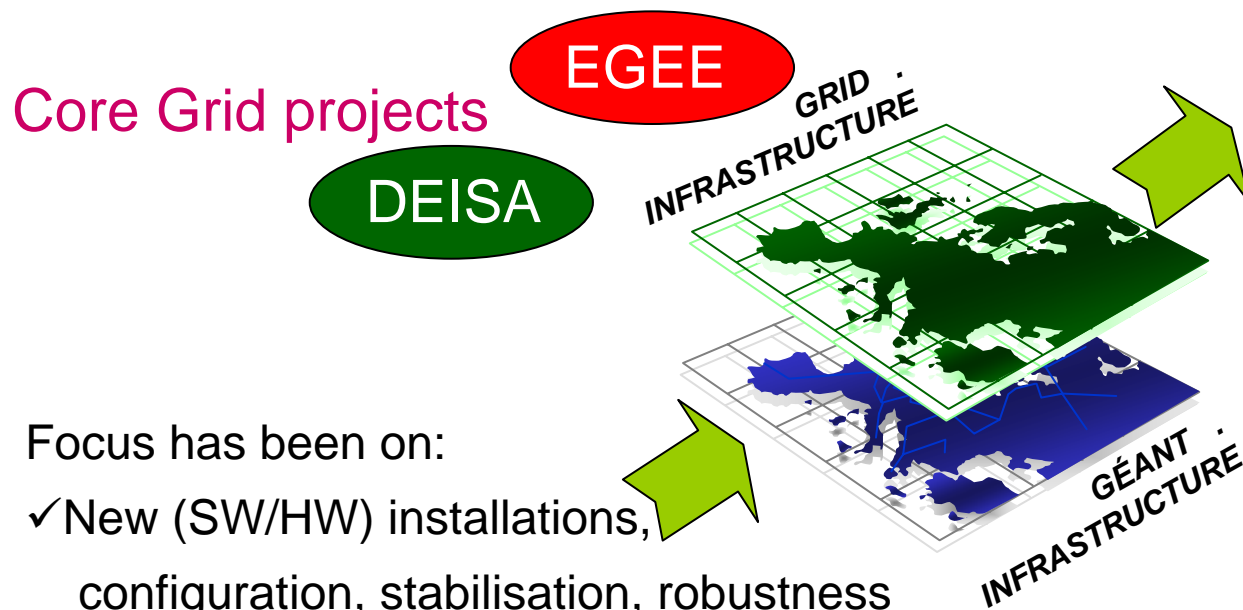 EGEE
Core Grid projects
DEISA
GRID .
INFRASTRUCTURE
Focus has been on:
✓New (SW/HW) installations,
configuration, stabilisation, robustness
GÉANT .
INFRASTRUCTURE